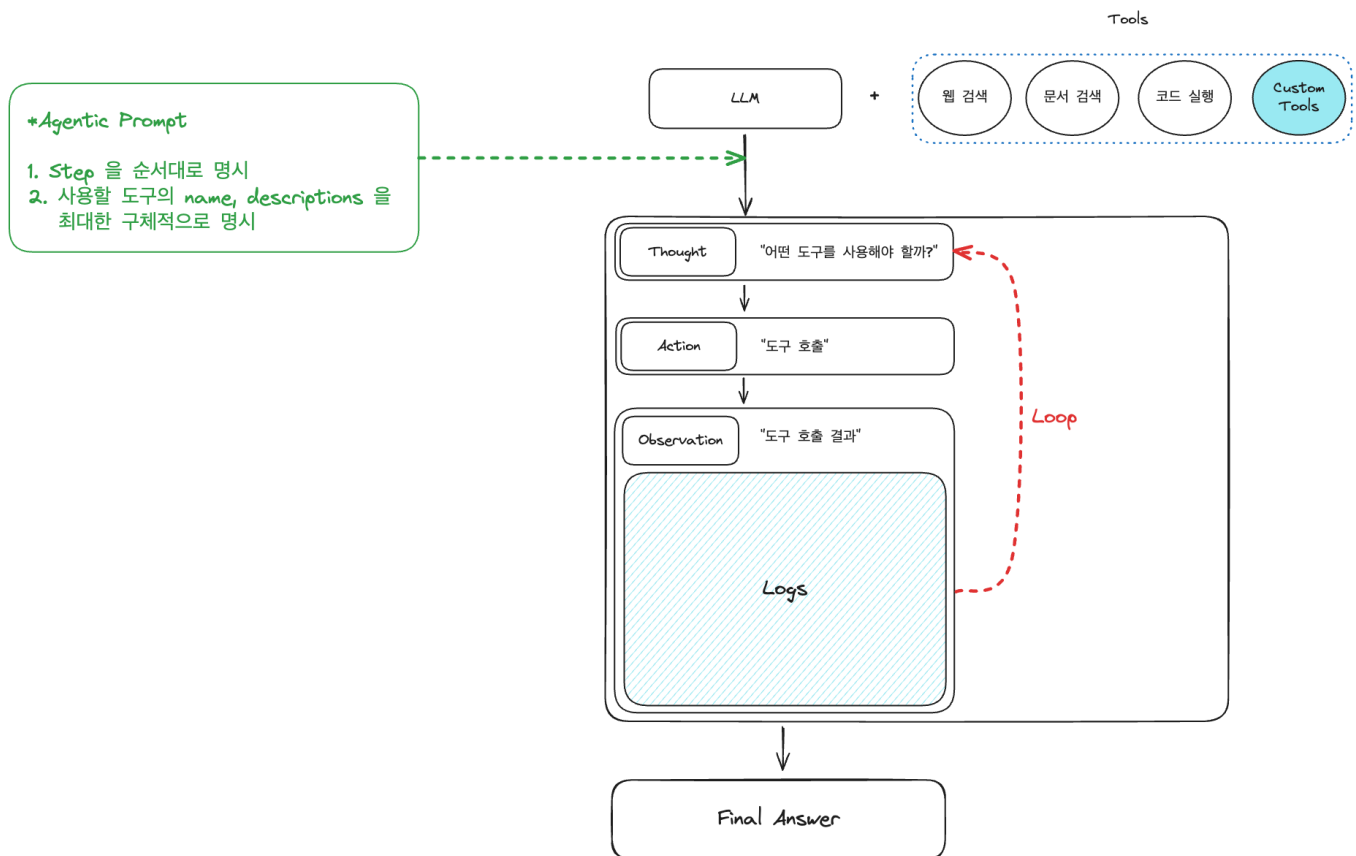 Tools
LLM
+
웹 검색
문서 검색
코드 실행
Custom
Tools
*Agentic Prompt
1. Step 을 순서대로 명시
2. 사용할 도구의 name, descriptions 을
최대한 구체적으로 명시
Thought
"어떤 도구를 사용해야 할까?"
Action
"도구 호출"
Loop
Observation
"도구 호출 결과"
Logs
Final Answer